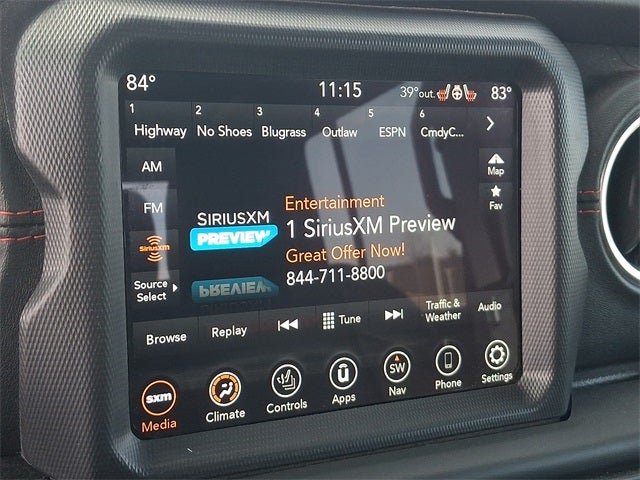 84° 11:15 39°out. 83°
1 2 3 4 5 6
Highway No Shoes Blugrass Outlaw ESPN CmdyC...
AM
FM
SiriusXM
Source Select
Map
Fav
SIRIUSXM
PREVIEW
Entertainment
1 SiriusXM Preview
Great Offer Now!
844-711-8800
PREVIEW
Browse Replay Tune Traffic & Weather Audio
sxm
Media Climate Controls Apps
SW
Nav Phone Settings